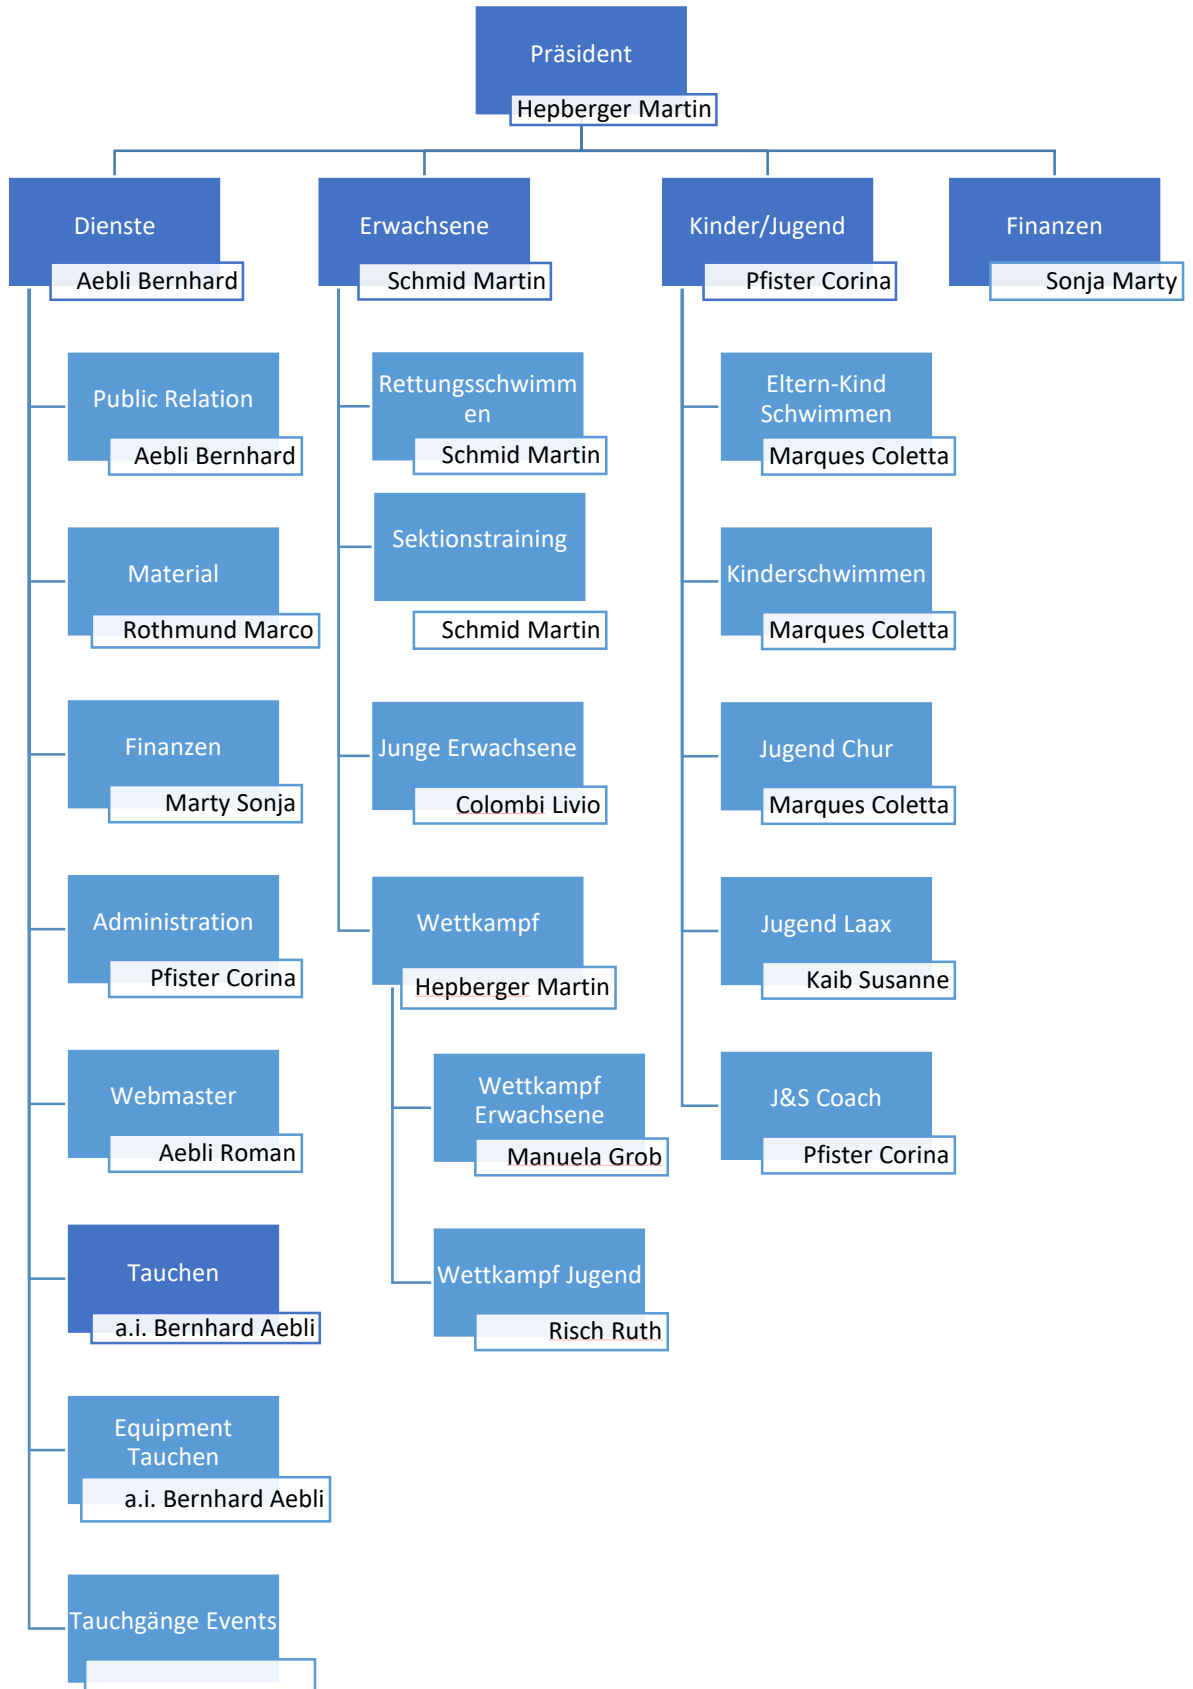 Präsident
Hepberger Martin
Dienste
Aebli Bernhard
Public Relation
Aebli Bernhard
Material
Rothmund Marco
Finanzen
Marty Sonja
Administration
Pfister Corina
Webmaster
Aebli Roman
Tauchen
a.i. Bernhard Aebli
Equipment
Tauchen
a.i. Bernhard Aebli
Tauchgänge Events
Erwachsene
Schmid Martin
Rettungsschwimm
en
Schmid Martin
Sektionstraining
Schmid Martin
Junge Erwachsene
Colombi Livio
Wettkampf
Hepberger Martin
Wettkampf
Erwachsene
Manuela Grob
Wettkampf Jugend
Risch Ruth
Kinder/Jugend
Pfister Corina
Eltern-Kind
Schwimmen
Marques Coletta
Kinderschwimmen
Marques Coletta
Jugend Chur
Marques Coletta
Jugend Laax
Kaib Susanne
J&S Coach
Pfister Corina
Finanzen
Sonja Marty